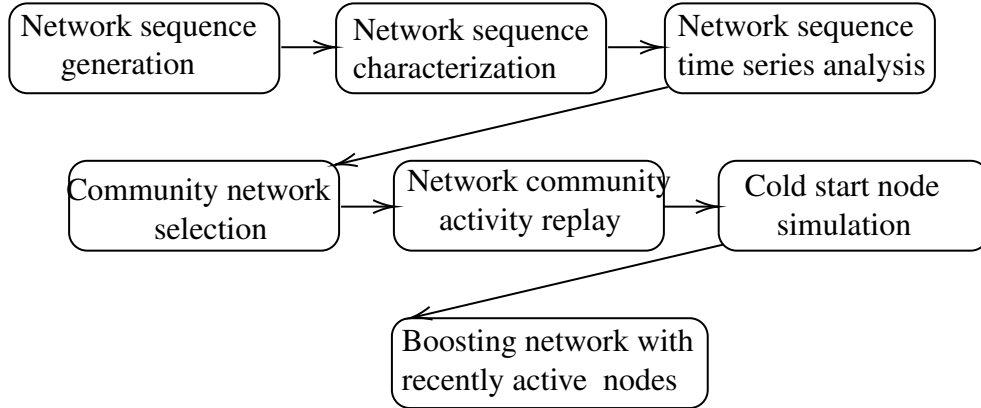 Network sequence
generation
Network sequence
characterization
Network sequence
time series analysis
Community network
selection
Network community
activity replay
Cold start node
simulation
Boosting network with
recently active nodes